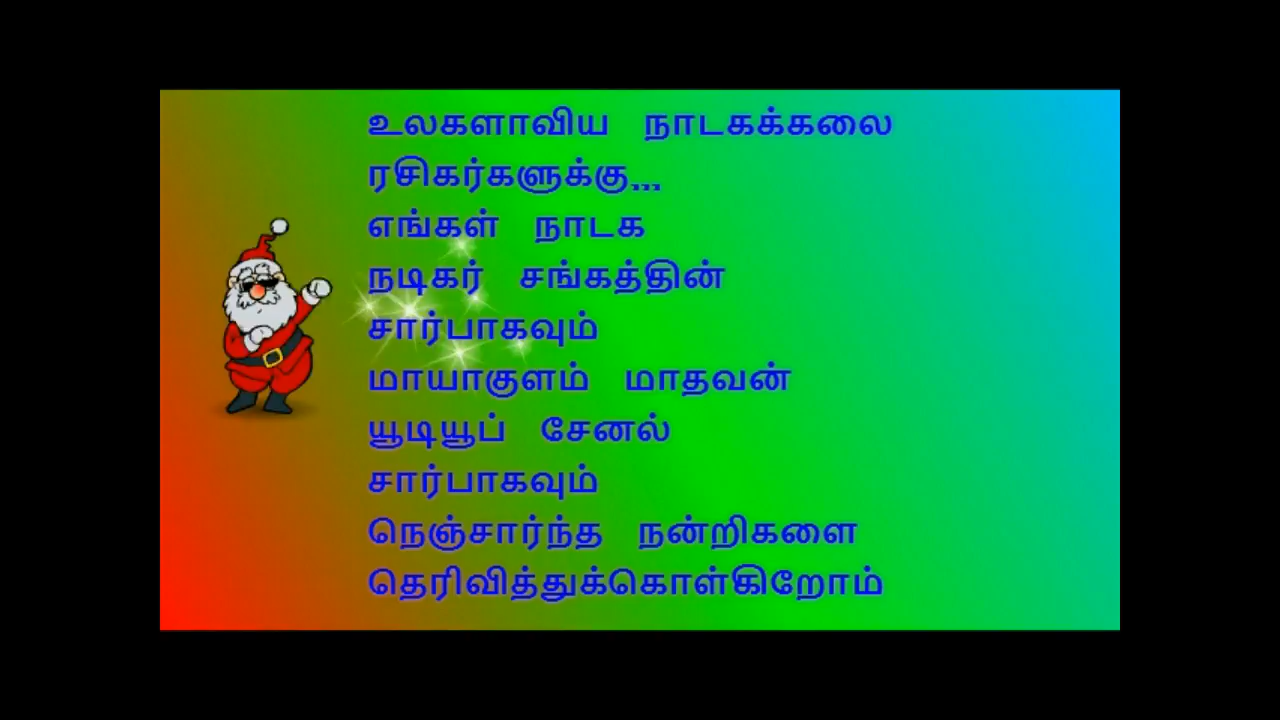 உலகளாவிய நாடகக்கலை
ரசிகர்களுக்கு...
எங்கள் நாடக
நடிகர் சங்கத்தின்
சார்பாகவும்
மாயாகுளம் மாதவன்
யூடியூப் சேனல்
சார்பாகவும்
நெஞ்சார்ந்த நன்றிகளை
தெரிவித்துக்கொள்கிறோம்